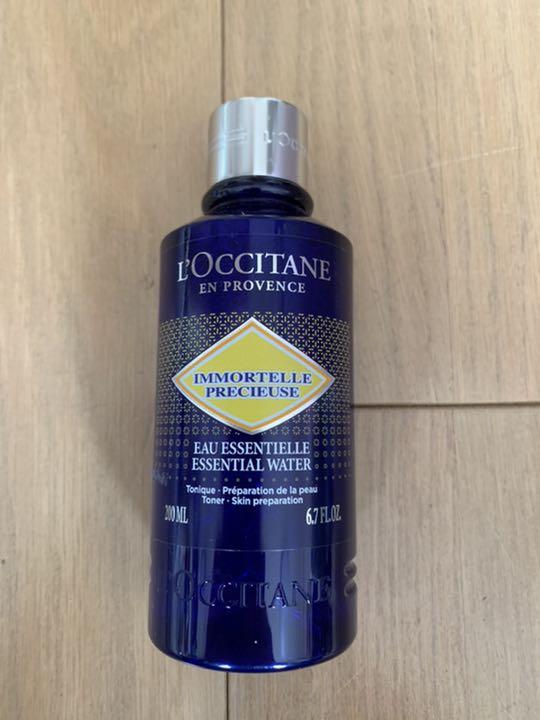 L'OCCITANE
EN PROVENCE
IMMORTELLE
PRECIEUSE
EAU ESSENTIELLE
ESSENTIAL WATER
Tonique · Préparation de la peau
Toner · Skin preparation
200 ML 6.7 FL.OZ.
L'OCCITANE